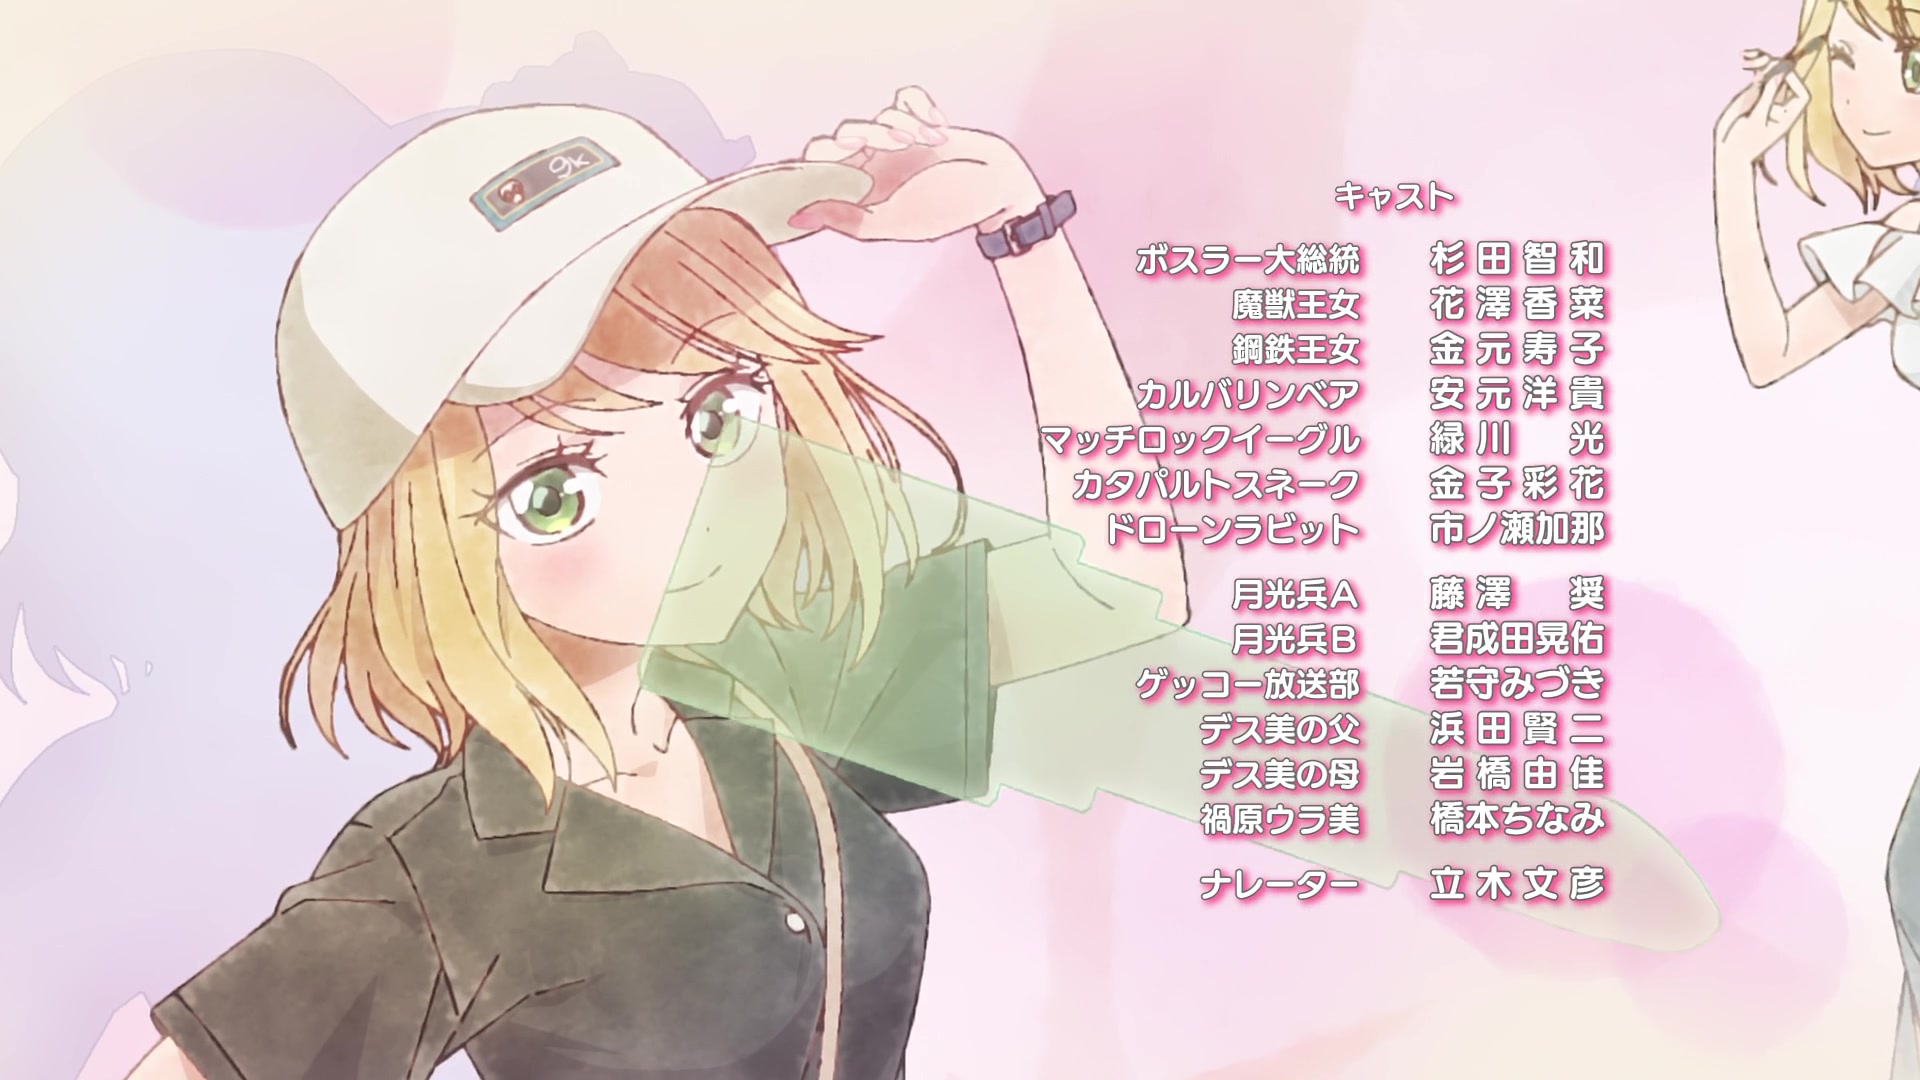 9k
キャスト
ボスラー大総統 杉田智和
魔獣王女 花澤香菜
鋼鉄王女 金元寿子
カルバリンベア 安元洋貴
マッチロックイーグル 緑川 光
カタパルトスネーク 金子彩花
ドローンラビット 市ノ瀬加那
月光兵A 藤澤 奨
月光兵B 君成田晃佑
ゲッコー放送部 若守みづき
デス美の父 浜田賢二
デス美の母 岩橋由佳
禍原ウラ美 橋本ちなみ
ナレーター 立木文彦